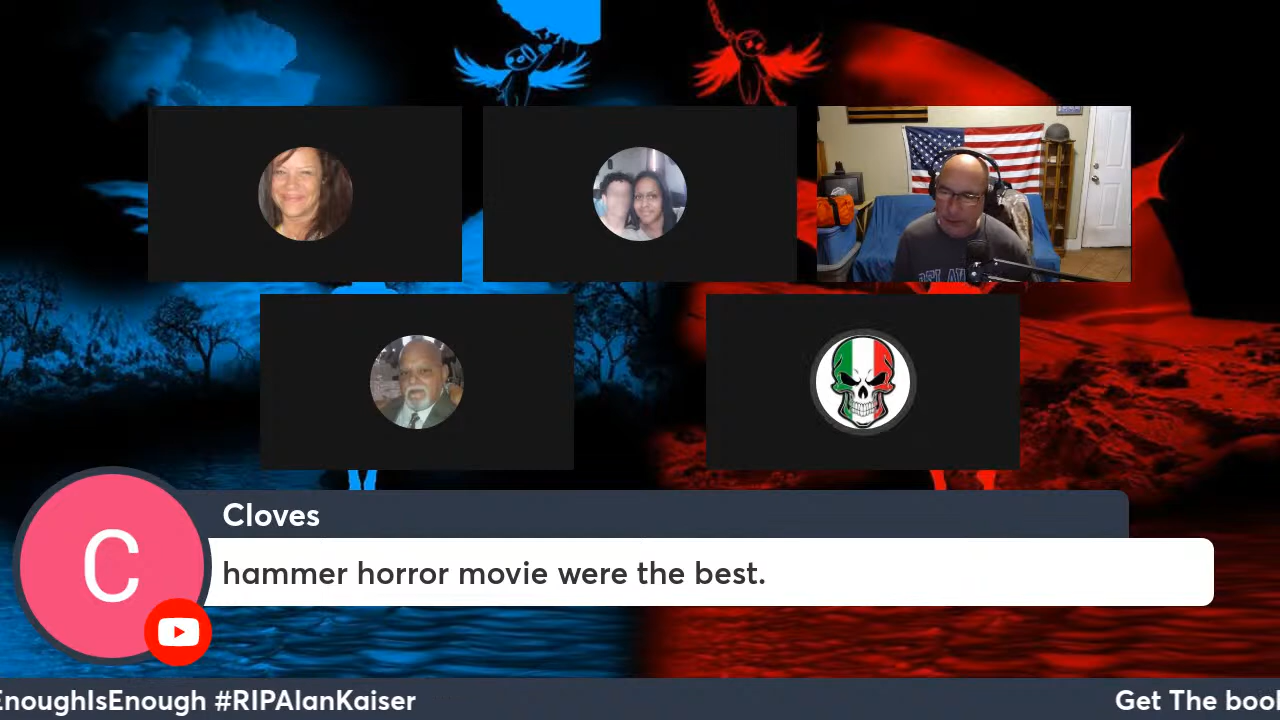 Cloves
C
hammer horror movie were the best.
EnoughIsEnough #RIPAlanKaiser
Get The book